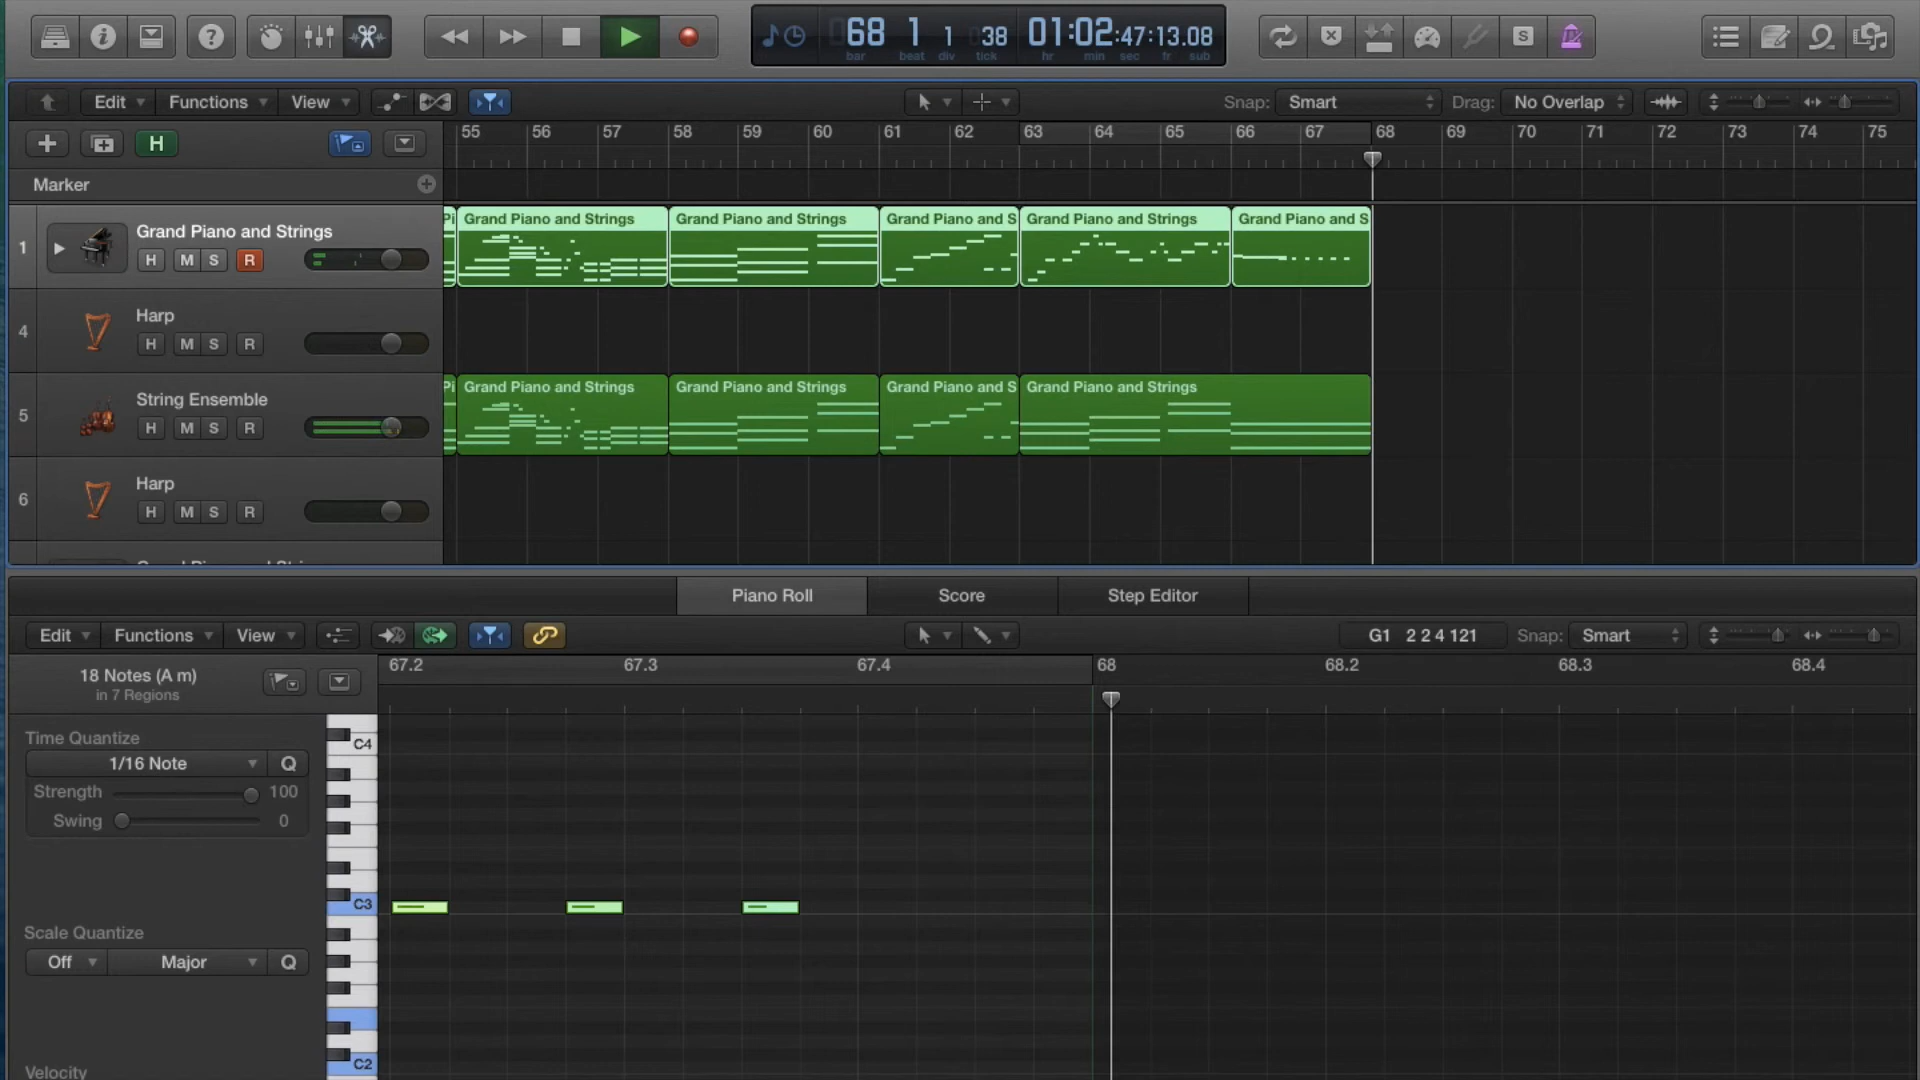 68 1 1 38 01:02:47:13.08
bar beat div tick hr min sec fr sub
S
Edit Functions View Snap: Smart Drag: No Overlap
H
55 56 57 58 59 60 61 62 63 64 65 66 67 68 69 70 71 72 73 74 75
Marker
1 Grand Piano and Strings
H M S R
Pi Grand Piano and Strings Grand Piano and Strings Grand Piano and S Grand Piano and Strings Grand Piano and S
4 Harp
H M S R
5 String Ensemble
H M S R
Pi Grand Piano and Strings Grand Piano and Strings Grand Piano and S Grand Piano and Strings
6 Harp
H M S R
Piano Roll Score Step Editor
Edit Functions View G1 2 2 4 121 Snap: Smart
67.2 67.3 67.4 68 68.2 68.3 68.4
18 Notes (A m)
in 7 Regions
Time Quantize
1/16 Note Q
Strength 100
Swing 0
C4
C3
Scale Quantize
Off Major Q
C2
Velocity